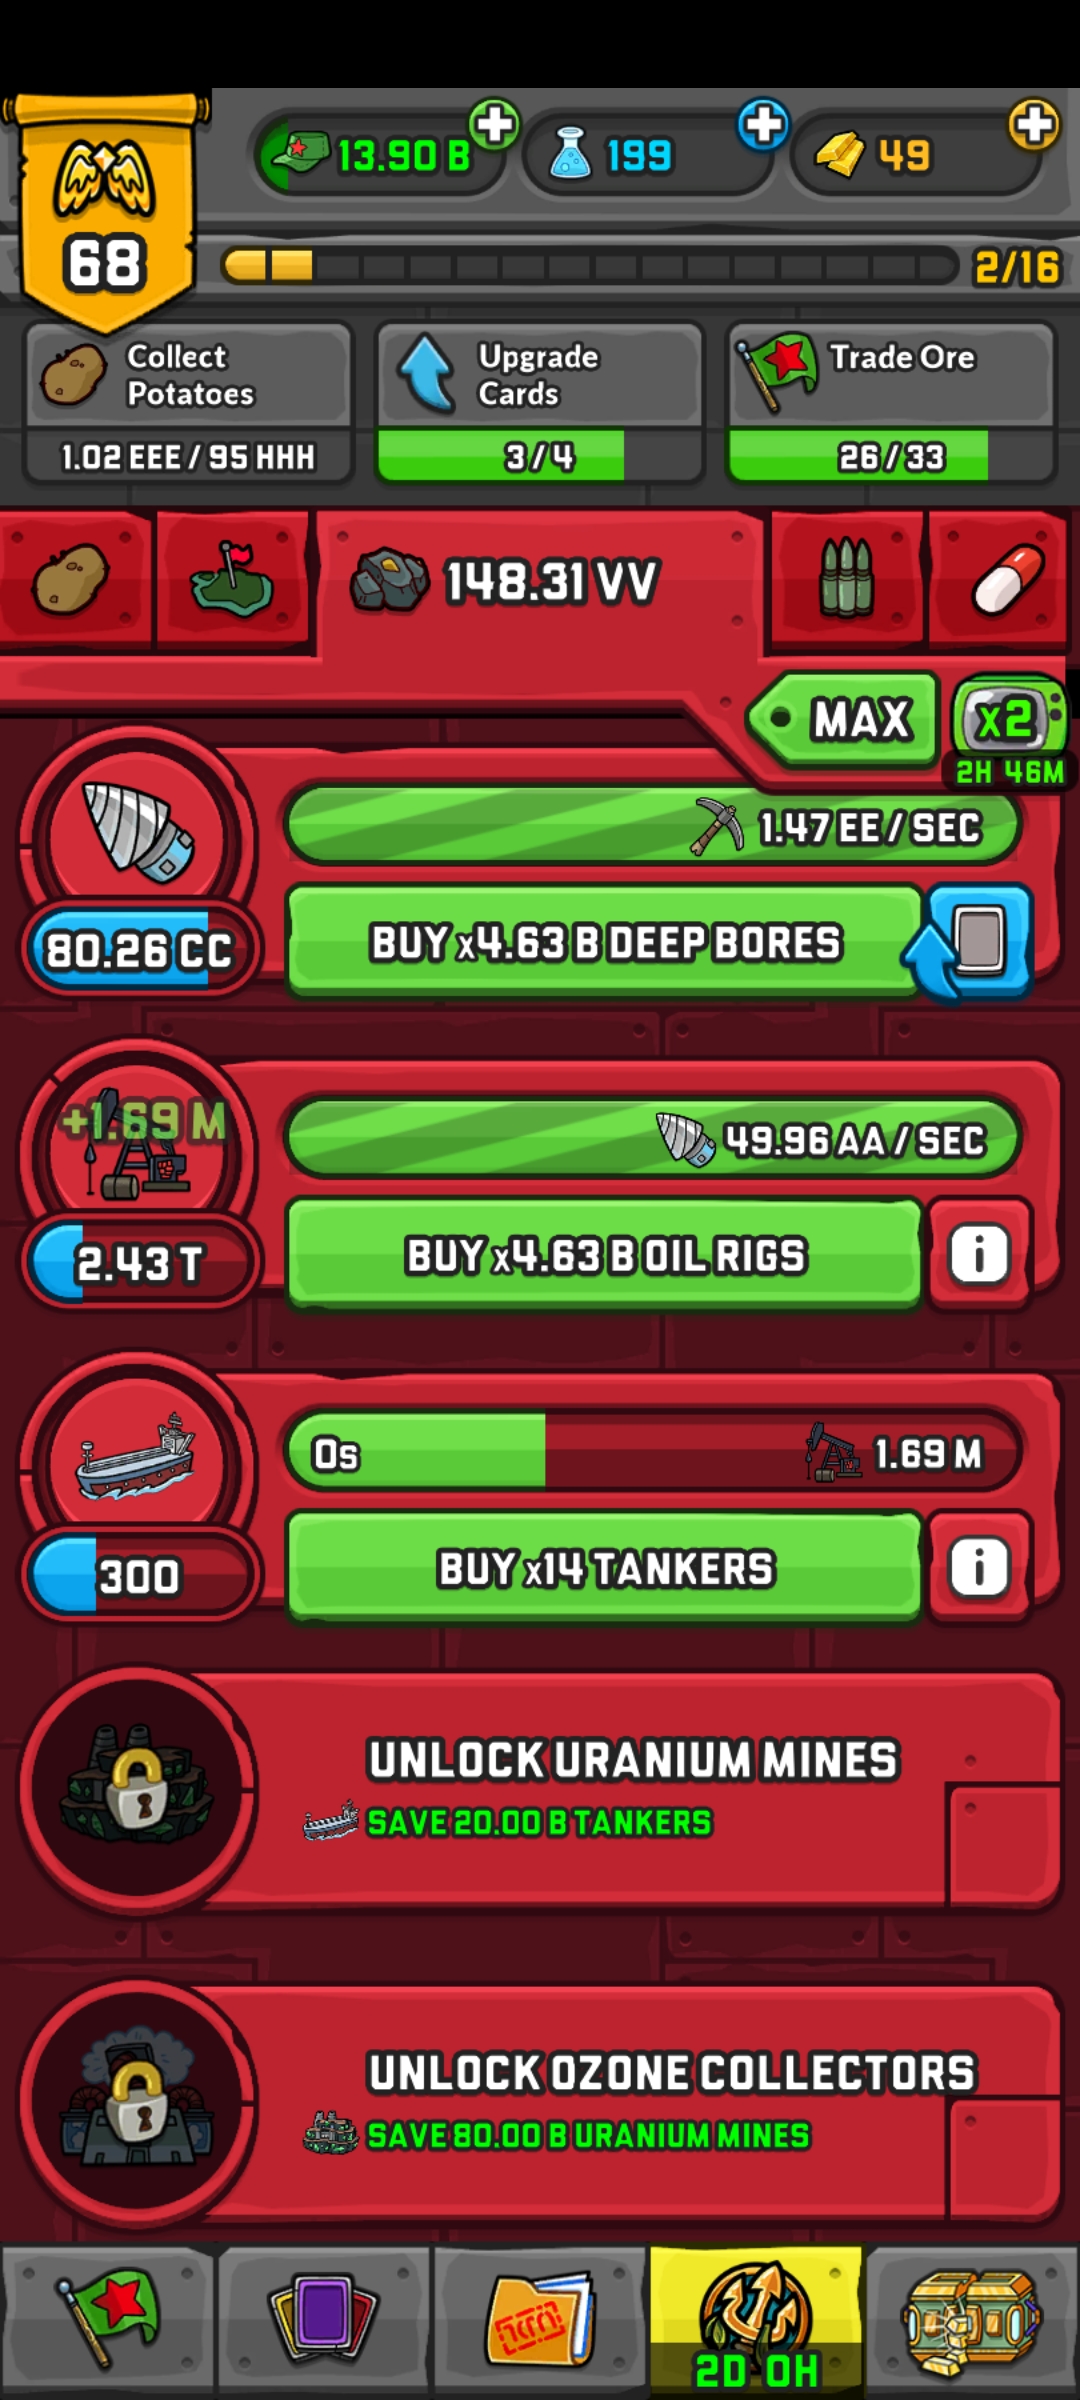 13.90 B
199
49
68
2/16
Collect
Potatoes
1.02 EEE / 95 HHH
Upgrade
Cards
3/4
Trade Ore
26/33
148.31 VV
MAX
x2
2H 46M
1.47 EE / SEC
80.26 CC
BUY x4.63 B DEEP BORES
+1.69 M
49.96 AA / SEC
2.43 T
BUY x4.63 B OIL RIGS
i
0s
1.69 M
300
BUY x14 TANKERS
i
UNLOCK URANIUM MINES
SAVE 20.00 B TANKERS
UNLOCK OZONE COLLECTORS
SAVE 80.00 B URANIUM MINES
2D 0H